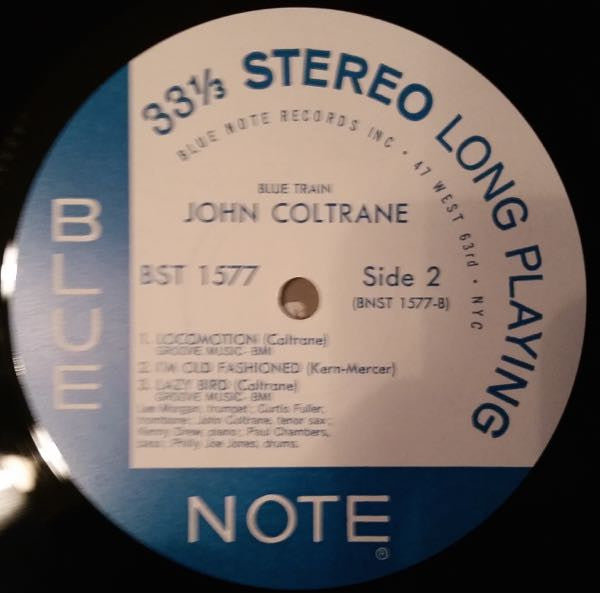 33⅓ STEREO LONG PLAYING
BLUE NOTE RECORDS INC • 47 WEST 63rd • NYC
BLUE TRAIN
JOHN COLTRANE
BST 1577
Side 2
(BNST 1577-B)
1. LOCOMOTION (Coltrane)
GROOVE MUSIC - BMI
2. I'M OLD FASHIONED (Kern-Mercer)
3. LAZY BIRD (Coltrane)
GROOVE MUSIC - BMI
Lee Morgan, trumpet; Curtis Fuller,
trombone; John Coltrane; tenor sax;
Kenny Drew, piano; Paul Chambers,
bass; Philly Joe Jones; drums.
BLUE
NOTE
®